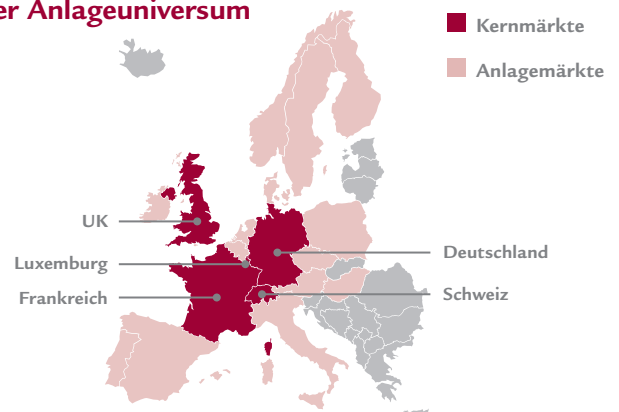 er Anlageuniversum
Kernmärkte
Anlagemärkte
UK
Luxemburg
Frankreich
Deutschland
Schweiz